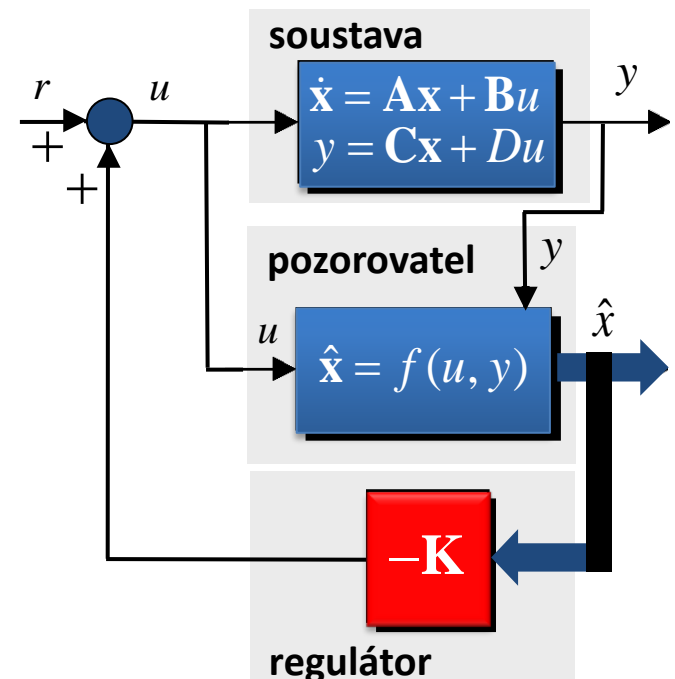 soustava
r
u
y
ẋ = Ax + Bu
y = Cx + Du
+
+
pozorovatel
y
u
x̂ = f(u, y)
x̂
−K
regulátor